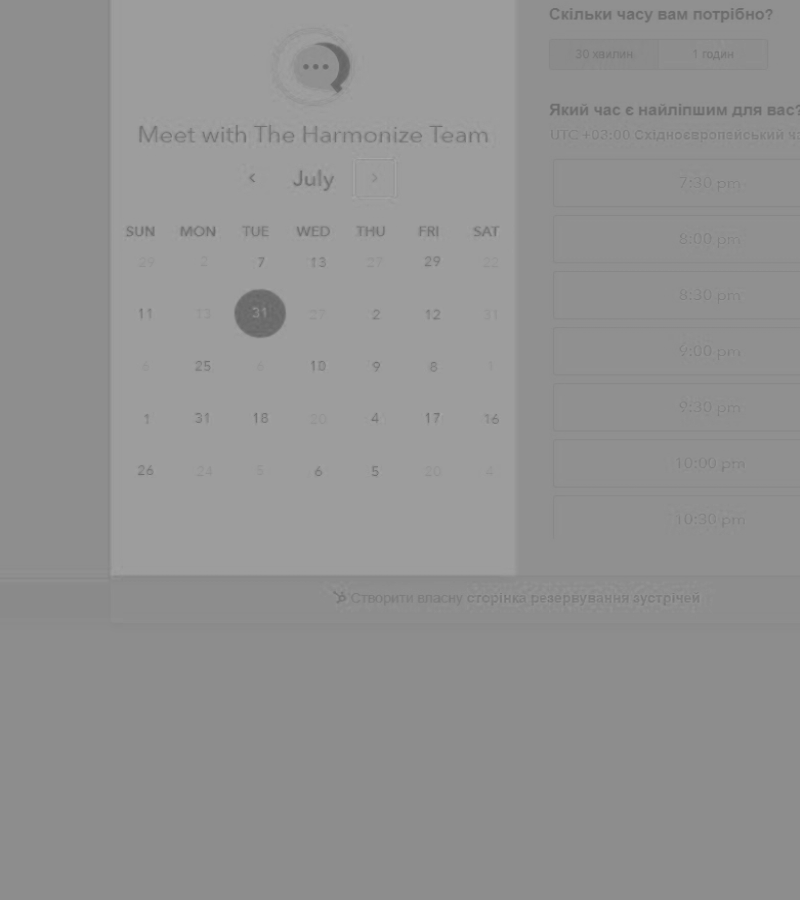 Meet with The Harmonize Team
July
SUN MON TUE WED THU FRI SAT
29 2 7 13 27 29 22
11 13 31 27 2 12 31
6 25 6 10 9 8 1
1 31 18 20 4 17 16
26 24 5 6 5 20 4
Скільки часу вам потрібно?
30 хвилин 1 годин
Який час є найліпшим для вас?
UTC +03:00 Східноєвропейський
7:30 pm
8:00 pm
8:30 pm
9:00 pm
9:30 pm
10:00 pm
10:30 pm
Створити власну сторінка резервування зустрічей